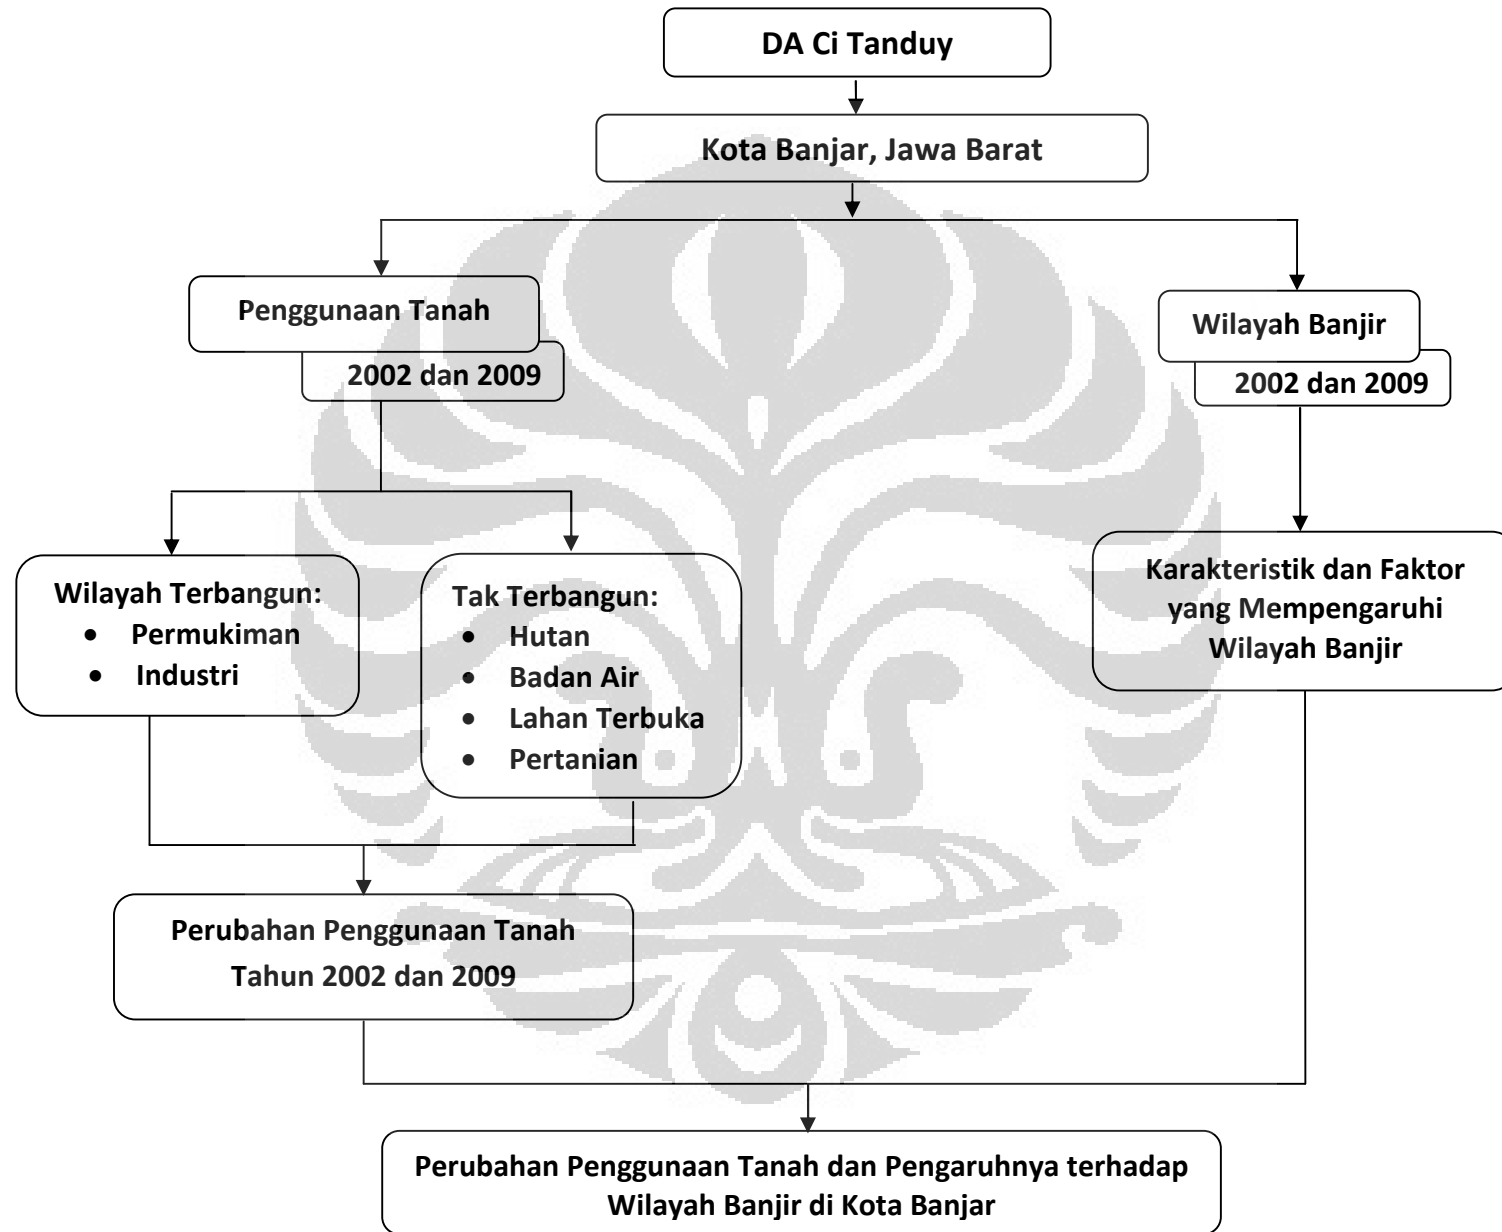 DA Ci Tanduy
Kota Banjar, Jawa Barat
Penggunaan Tanah
2002 dan 2009
Wilayah Banjir
2002 dan 2009
Wilayah Terbangun:
• Permukiman
• Industri
Tak Terbangun:
• Hutan
• Badan Air
• Lahan Terbuka
• Pertanian
Karakteristik dan Faktor
yang Mempengaruhi
Wilayah Banjir
Perubahan Penggunaan Tanah
Tahun 2002 dan 2009
Perubahan Penggunaan Tanah dan Pengaruhnya terhadap
Wilayah Banjir di Kota Banjar